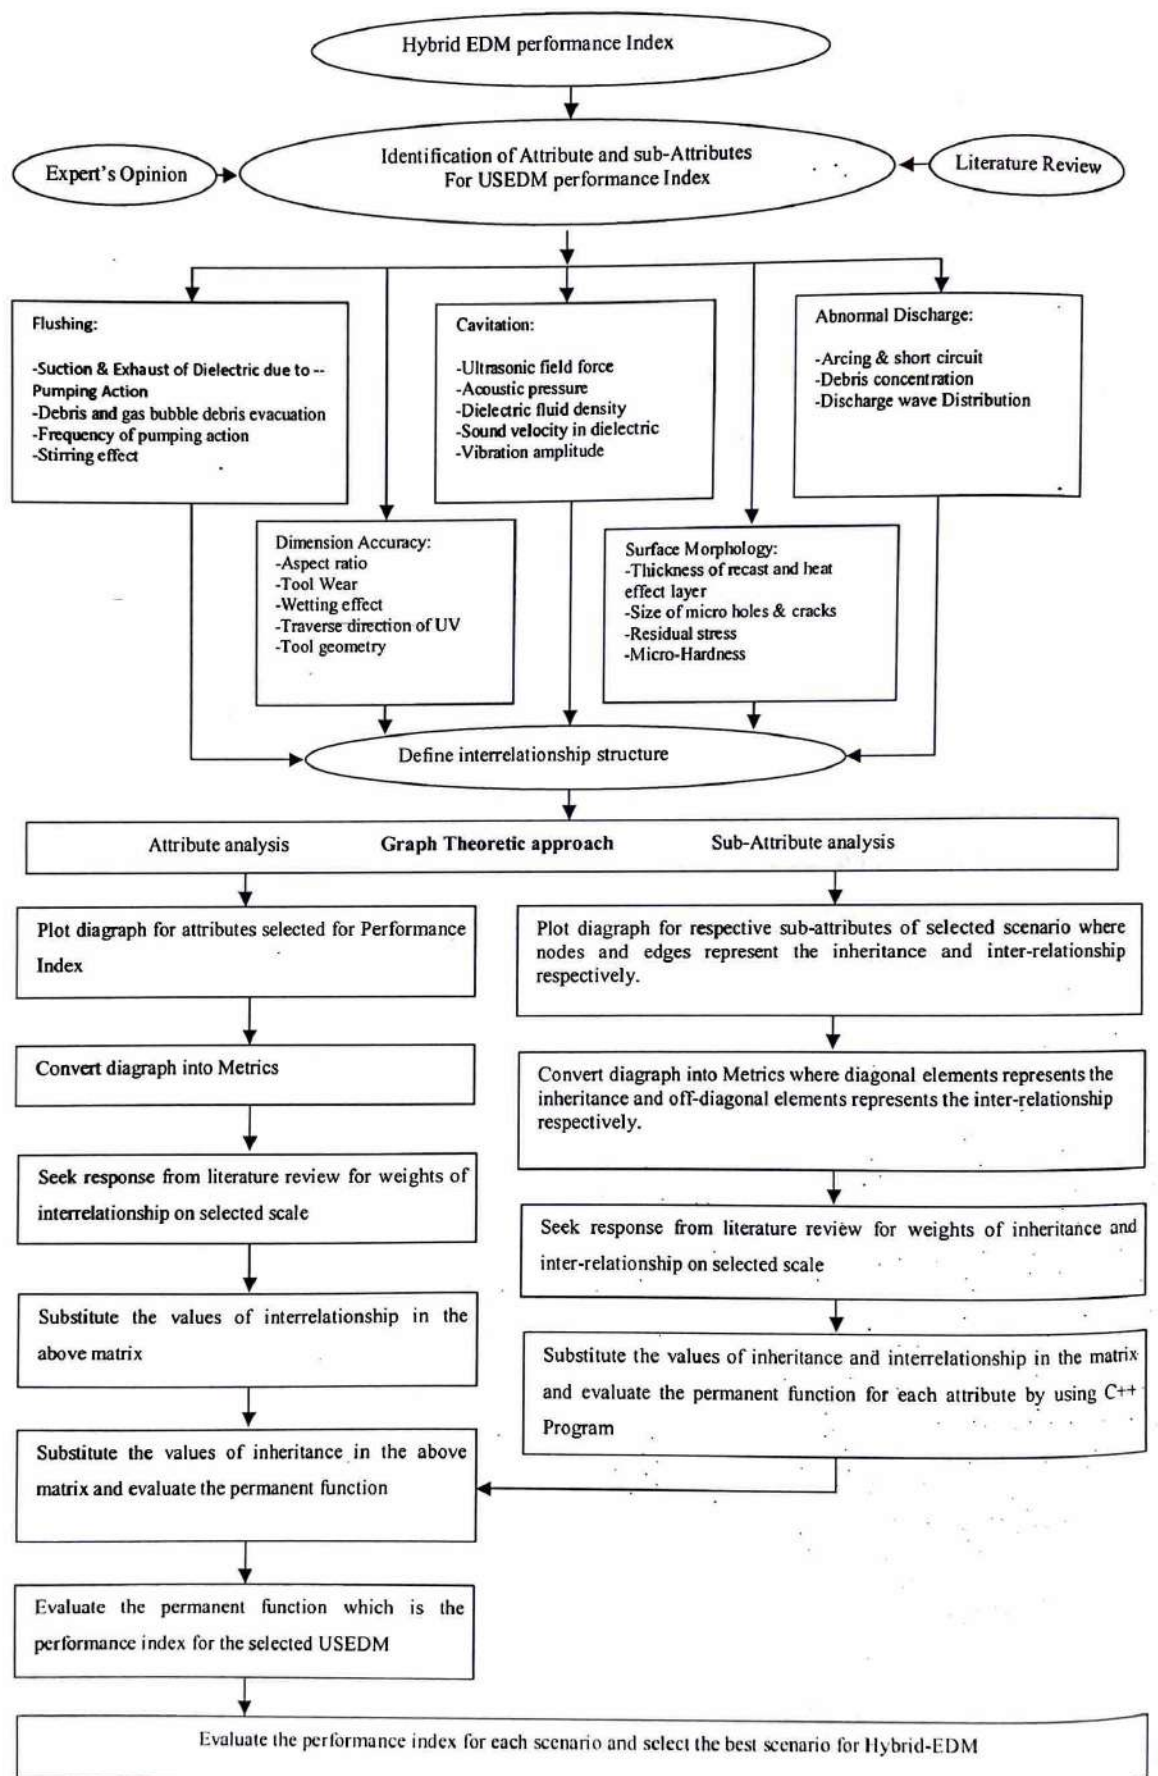 Hybrid EDM performance Index
Identification of Attribute and sub-Attributes
For USEDM performance Index
Expert's Opinion
Literature Review
Flushing:
-Suction & Exhaust of Dielectric due to --
Pumping Action
-Debris and gas bubble debris evacuation
-Frequency of pumping action
-Stirring effect
Cavitation:
-Ultrasonic field force
-Acoustic pressure
-Dielectric fluid density
-Sound velocity in dielectric
-Vibration amplitude
Abnormal Discharge:
-Arcing & short circuit
-Debris concentration
-Discharge wave Distribution
Dimension Accuracy:
-Aspect ratio
-Tool Wear
-Wetting effect
-Traverse direction of UV
-Tool geometry
Surface Morphology:
-Thickness of recast and heat
effect layer
-Size of micro holes & cracks
-Residual stress
-Micro-Hardness
Define interrelationship structure
Attribute analysis Graph Theoretic approach Sub-Attribute analysis
Plot diagraph for attributes selected for Performance
Index
Convert diagraph into Metrics
Seek response from literature review for weights of
interrelationship on selected scale
Substitute the values of interrelationship in the
above matrix
Substitute the values of inheritance in the above
matrix and evaluate the permanent function
Evaluate the permanent function which is the
performance index for the selected USEDM
Plot diagraph for respective sub-attributes of selected scenario where
nodes and edges represent the inheritance and inter-relationship
respectively.
Convert diagraph into Metrics where diagonal elements represents the
inheritance and off-diagonal elements represents the inter-relationship
respectively.
Seek response from literature review for weights of inheritance and
inter-relationship on selected scale
Substitute the values of inheritance and interrelationship in the matrix
and evaluate the permanent function for each attribute by using C++
Program
Evaluate the performance index for each scenario and select the best scenario for Hybrid-EDM